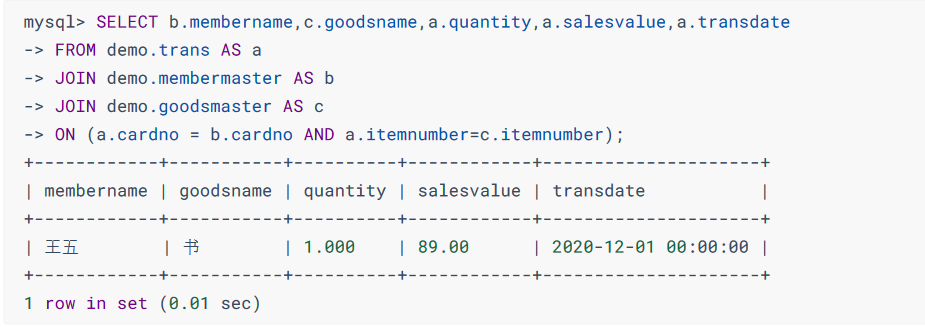 mysql> SELECT b.membername,c.goodsname,a.quantity,a.salesvalue,a.transdate
-> FROM demo.trans AS a
-> JOIN demo.membermaster AS b
-> JOIN demo.goodsmaster AS c
-> ON (a.cardno = b.cardno AND a.itemnumber=c.itemnumber);
+------------+-----------+----------+------------+---------------------+
| membername | goodsname | quantity | salesvalue | transdate           |
+------------+-----------+----------+------------+---------------------+
| 王五        | 书        | 1.000    | 89.00      | 2020-12-01 00:00:00 |
+------------+-----------+----------+------------+---------------------+
1 row in set (0.01 sec)